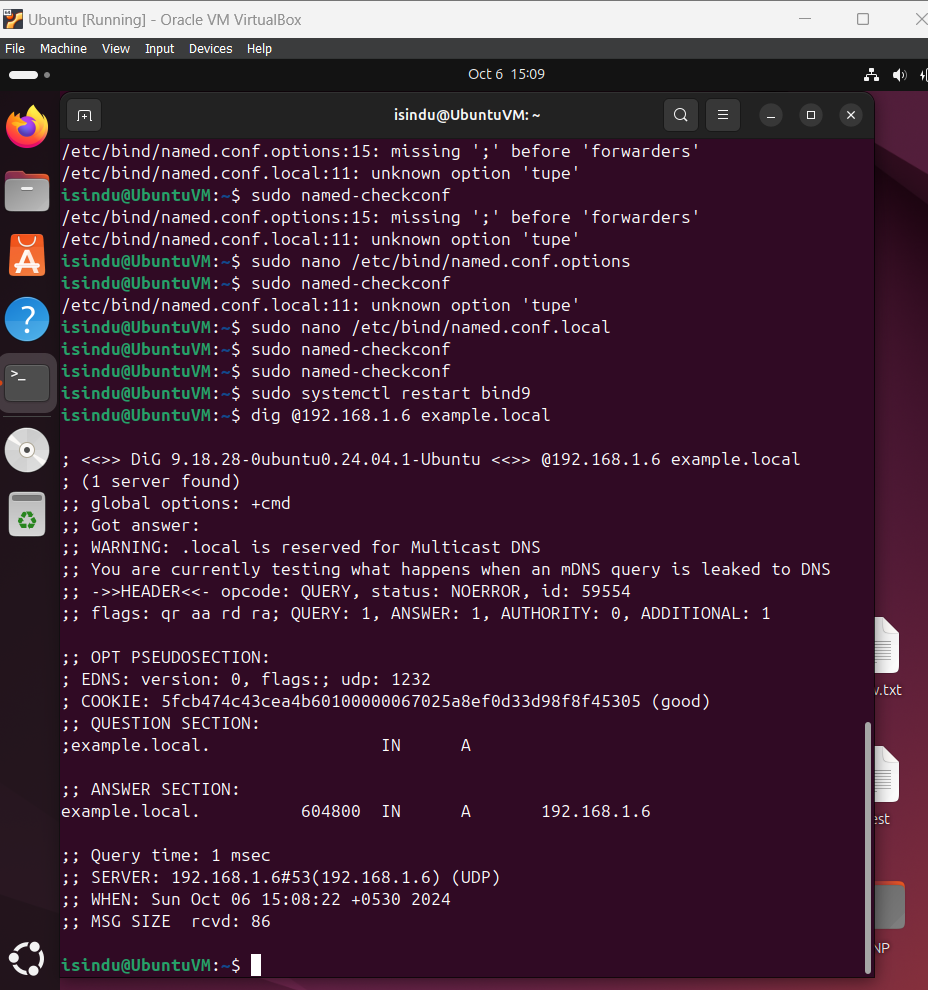 Ubuntu [Running] - Oracle VM VirtualBox
File Machine View Input Devices Help
Oct 6 15:09
isindu@UbuntuVM: ~
/etc/bind/named.conf.options:15: missing ';' before 'forwarders'
/etc/bind/named.conf.local:11: unknown option 'tupe'
isindu@UbuntuVM:~$ sudo named-checkconf
/etc/bind/named.conf.options:15: missing ';' before 'forwarders'
/etc/bind/named.conf.local:11: unknown option 'tupe'
isindu@UbuntuVM:~$ sudo nano /etc/bind/named.conf.options
isindu@UbuntuVM:~$ sudo named-checkconf
/etc/bind/named.conf.local:11: unknown option 'tupe'
isindu@UbuntuVM:~$ sudo nano /etc/bind/named.conf.local
isindu@UbuntuVM:~$ sudo named-checkconf
isindu@UbuntuVM:~$ sudo named-checkconf
isindu@UbuntuVM:~$ sudo systemctl restart bind9
isindu@UbuntuVM:~$ dig @192.168.1.6 example.local
; <<>> DiG 9.18.28-0ubuntu0.24.04.1-Ubuntu <<>> @192.168.1.6 example.local
; (1 server found)
;; global options: +cmd
;; Got answer:
;; WARNING: .local is reserved for Multicast DNS
;; You are currently testing what happens when an mDNS query is leaked to DNS
;; ->>HEADER<<- opcode: QUERY, status: NOERROR, id: 59554
;; flags: qr aa rd ra; QUERY: 1, ANSWER: 1, AUTHORITY: 0, ADDITIONAL: 1
;; OPT PSEUDOSECTION:
; EDNS: version: 0, flags:; udp: 1232
; COOKIE: 5fcb474c43cea4b60100000067025a8ef0d33d98f8f45305 (good)
;; QUESTION SECTION:
;example.local. IN A
;; ANSWER SECTION:
example.local. 604800 IN A 192.168.1.6
;; Query time: 1 msec
;; SERVER: 192.168.1.6#53(192.168.1.6) (UDP)
;; WHEN: Sun Oct 06 15:08:22 +0530 2024
;; MSG SIZE rcvd: 86
isindu@UbuntuVM:~$